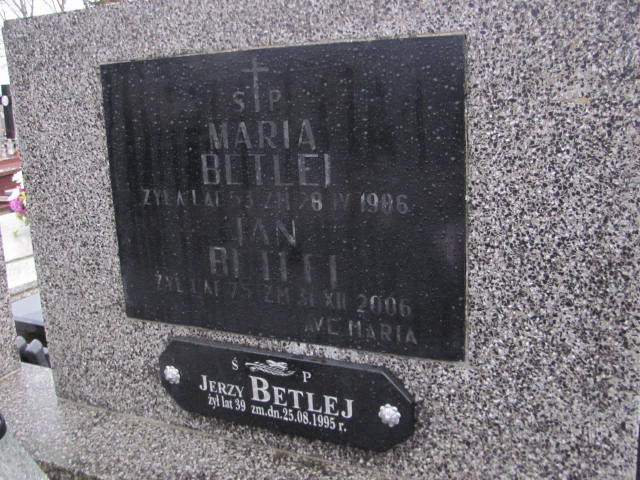 Ś P
MARIA
BETLEJ
ŻYŁA LAT 53 ZM 28 IV 1986
JAN
BETLEJ
ŻYŁ LAT 75 ZM 31 XII 2006
AVE MARIA
Ś P
JERZY BETLEJ
żył lat 39 zm.dn.25.08.1995 r.